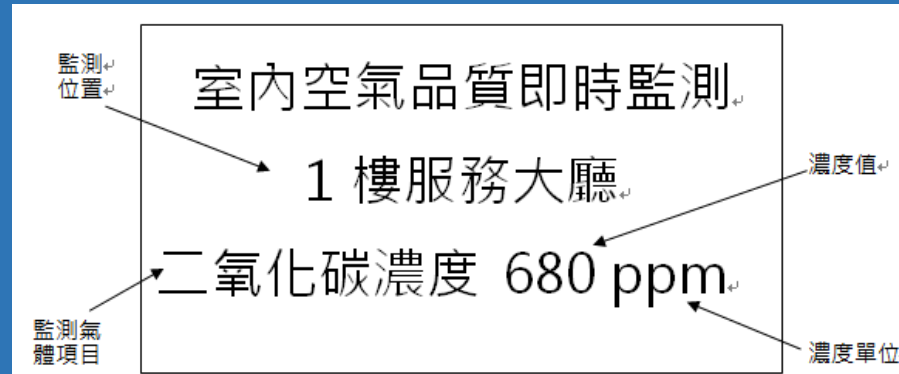 監測
位置
室內空氣品質即時監測
1 樓服務大廳
濃度值
二氧化碳濃度 680 ppm
監測氣
體項目
濃度單位